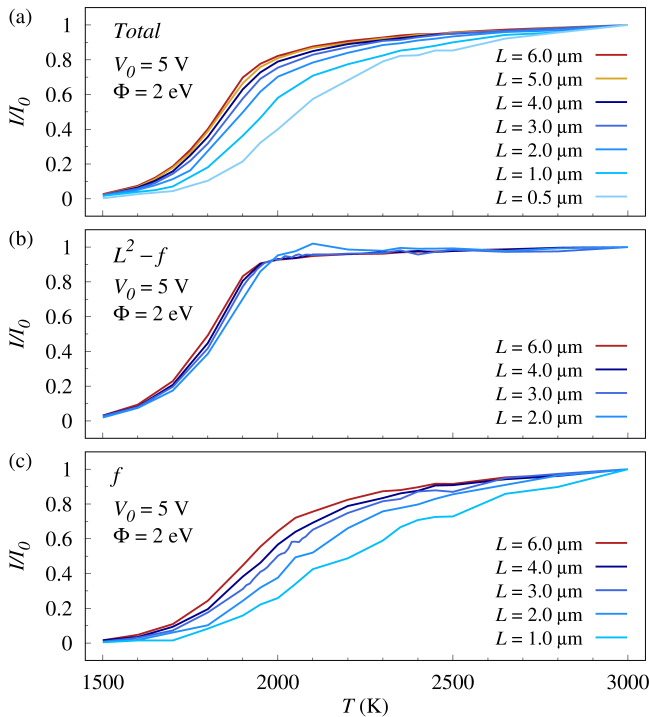 (a)
Total
V0 = 5 V
Φ = 2 eV
I/I0
1
0.8
0.6
0.4
0.2
0
L = 6.0 μm
L = 5.0 μm
L = 4.0 μm
L = 3.0 μm
L = 2.0 μm
L = 1.0 μm
L = 0.5 μm
(b)
L² – f
V0 = 5 V
Φ = 2 eV
I/I0
1
0.8
0.6
0.4
0.2
0
L = 6.0 μm
L = 4.0 μm
L = 3.0 μm
L = 2.0 μm
(c)
f
V0 = 5 V
Φ = 2 eV
I/I0
1
0.8
0.6
0.4
0.2
0
L = 6.0 μm
L = 4.0 μm
L = 3.0 μm
L = 2.0 μm
L = 1.0 μm
1500 2000 2500 3000
T (K)